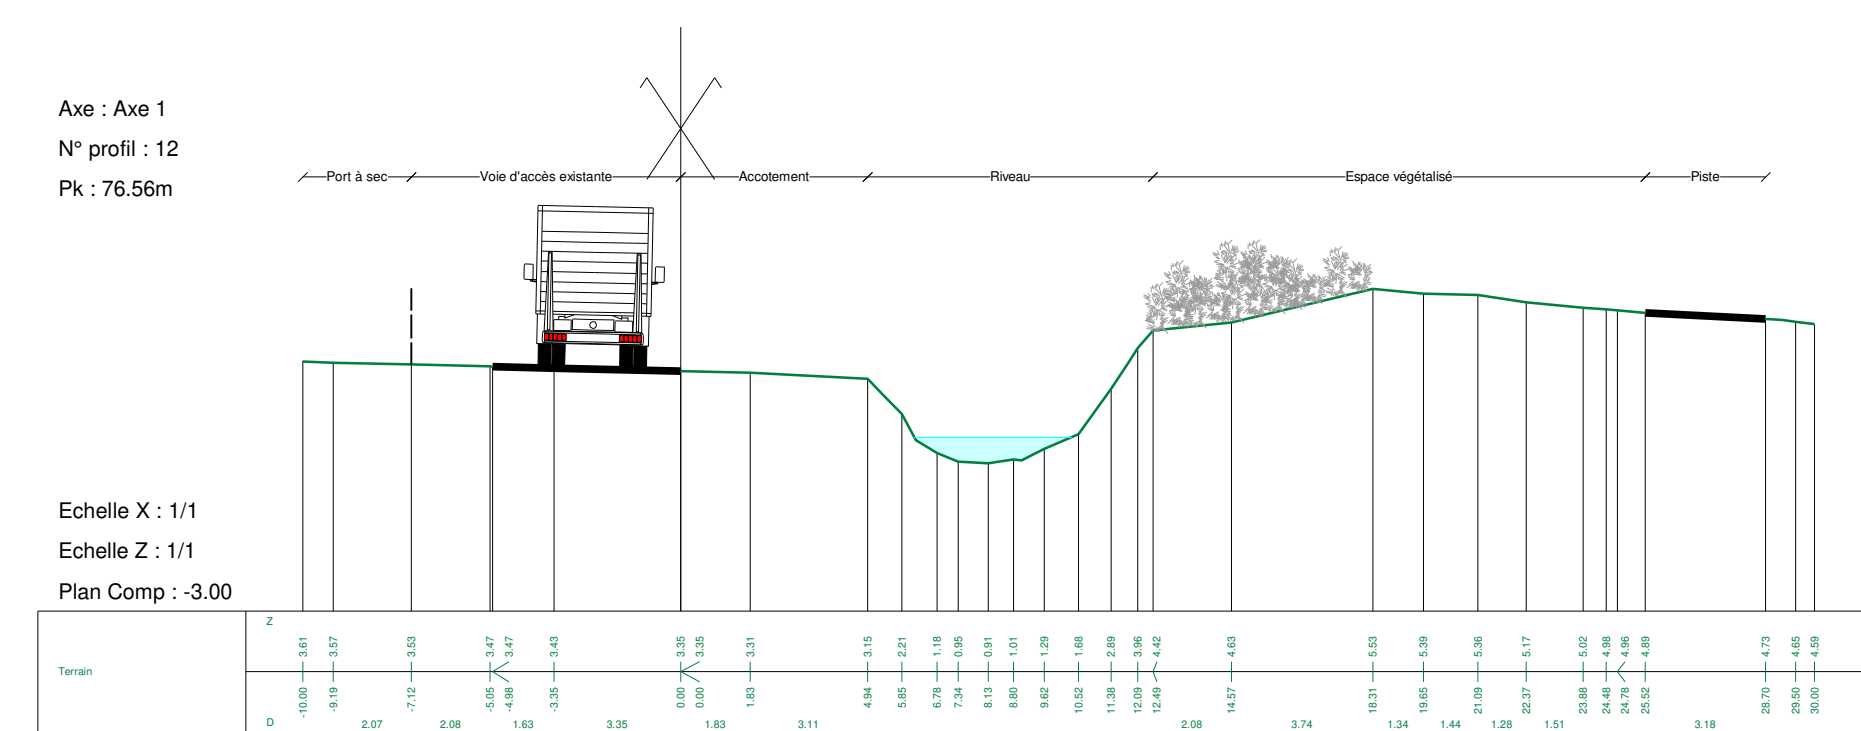 Axe : Axe 1
N° profil : 12
Pk : 76.56m
Port à sec Voie d'accès existante Accotement Riveau Espace végétalisé Piste
Echelle X : 1/1
Echelle Z : 1/1
Plan Comp : -3.00
Z
3.61 3.57 3.53 3.47 3.47 3.43 3.35 3.35 3.31 3.15 2.21 1.18 0.95 0.91 1.01 1.29 1.68 2.89 3.96 4.42 4.63 5.53 5.39 5.36 5.17 5.02 4.98 4.96 4.89 4.73 4.65 4.59
Terrain
-10.00 -9.19 -7.12 -5.05 -4.98 -3.35 0.00 0.00 1.83 4.94 5.85 6.78 7.34 8.13 8.80 9.62 10.52 11.38 12.09 12.49 14.57 18.31 19.65 21.09 22.37 23.88 24.48 24.78 25.52 28.70 29.50 30.00
D 2.07 2.08 1.63 3.35 1.83 3.11 2.08 3.74 1.34 1.44 1.28 1.51 3.18